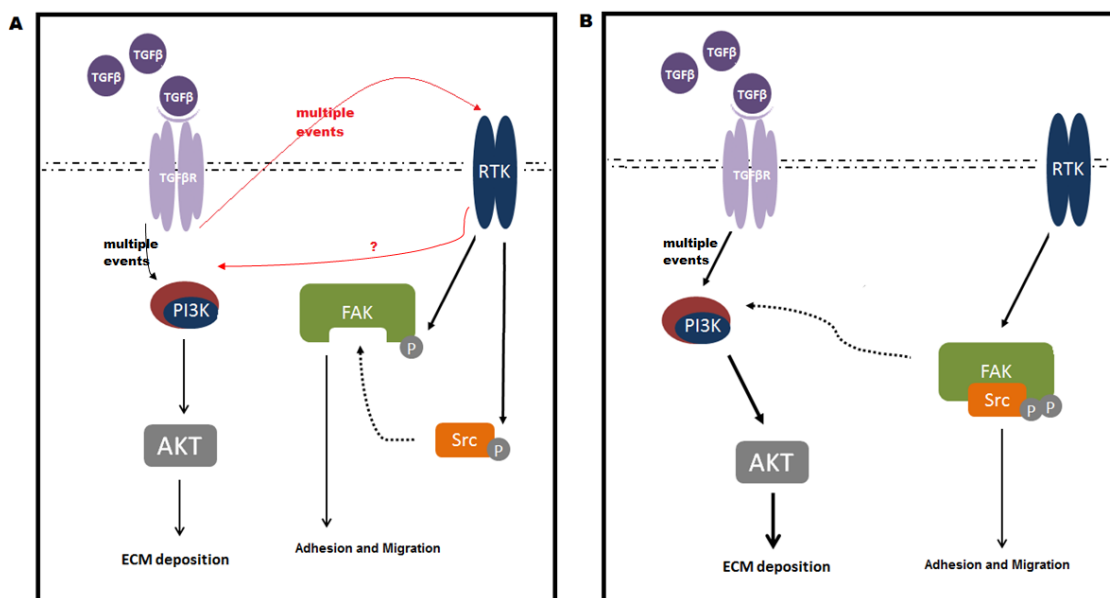 A
TGFβ
TGFβ
TGFβ
TGFβR
multiple
events
RTK
multiple
events
?
PI3K
FAK
P
AKT
Src
P
ECM deposition
Adhesion and Migration
B
TGFβ
TGFβ
TGFβ
TGFβR
RTK
multiple
events
PI3K
FAK
Src
P
P
AKT
ECM deposition
Adhesion and Migration